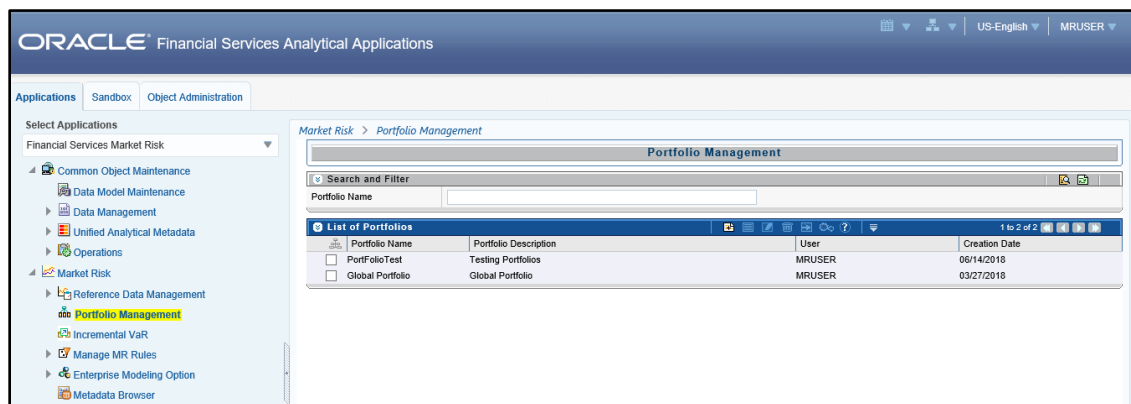 ORACLE Financial Services Analytical Applications
US-English
MRUSER
Applications
Sandbox
Object Administration
Select Applications
Financial Services Market Risk
Common Object Maintenance
Data Model Maintenance
Data Management
Unified Analytical Metadata
Operations
Market Risk
Reference Data Management
Portfolio Management
Incremental VaR
Manage MR Rules
Enterprise Modeling Option
Metadata Browser
Market Risk > Portfolio Management
Portfolio Management
Search and Filter
Portfolio Name
List of Portfolios
1 to 2 of 2
Portfolio Name Portfolio Description User Creation Date
PortFolioTest Testing Portfolios MRUSER 06/14/2018
Global Portfolio Global Portfolio MRUSER 03/27/2018